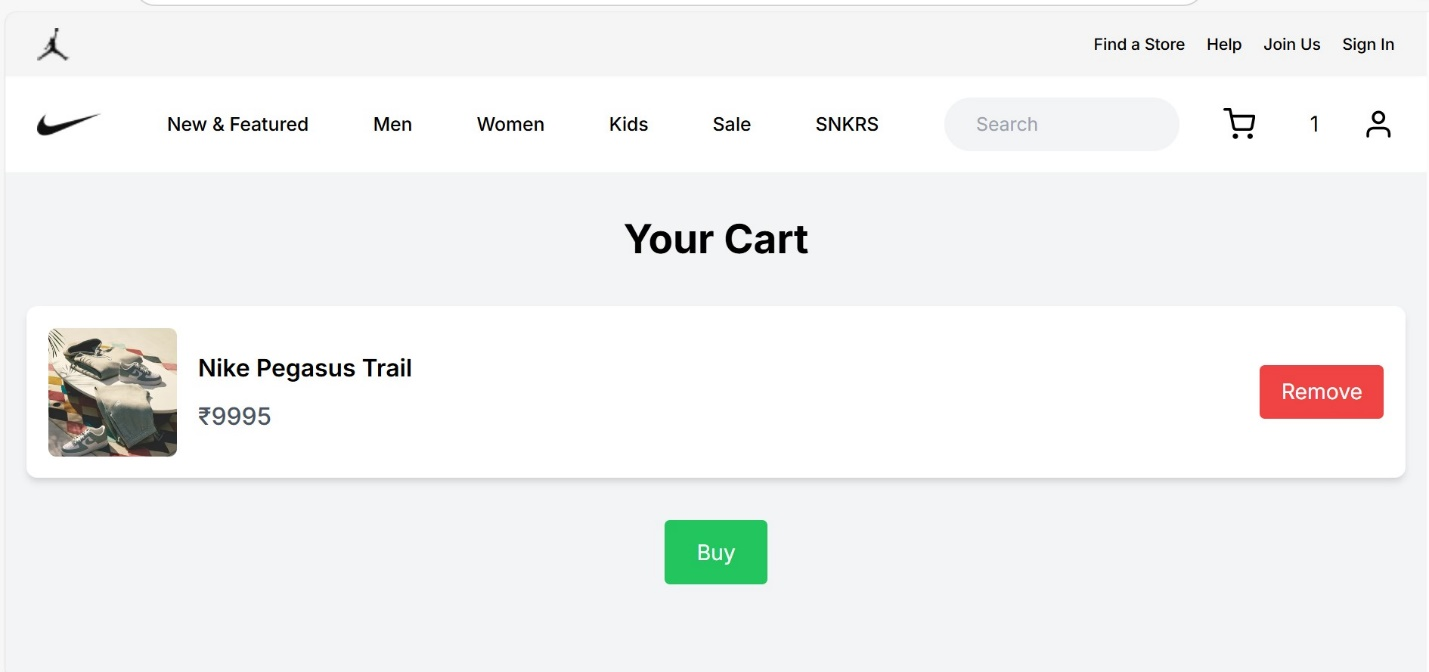 Find a Store Help Join Us Sign In
New & Featured Men Women Kids Sale SNKRS Search 1
Your Cart
Nike Pegasus Trail
₹9995
Remove
Buy